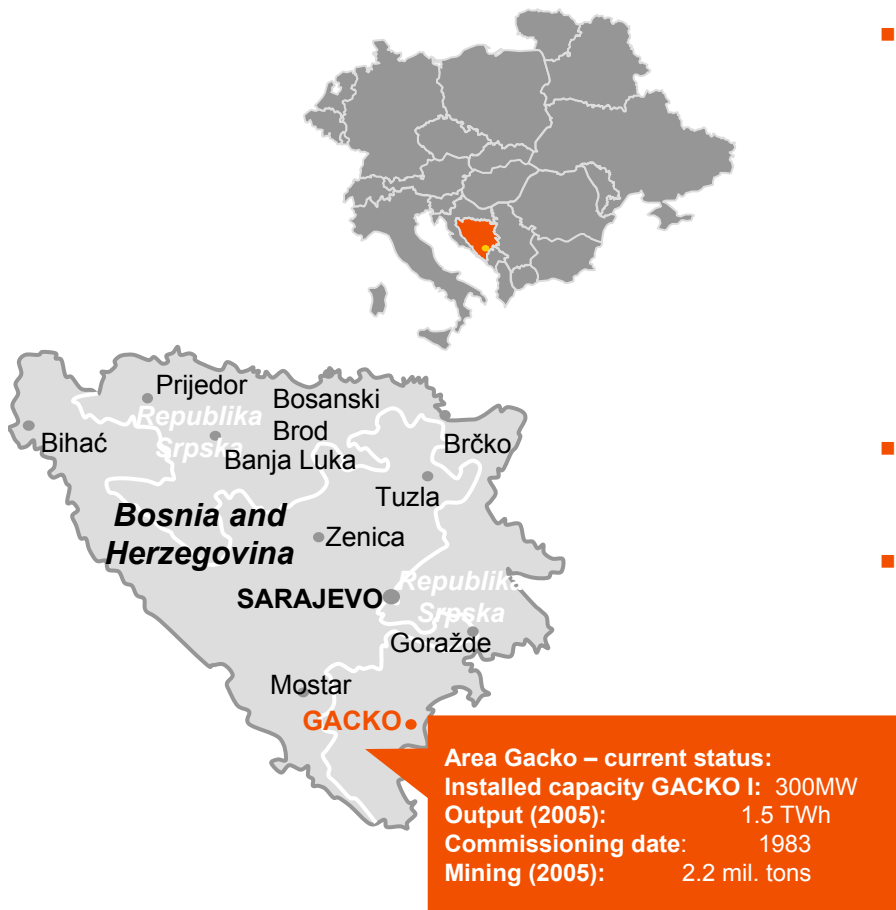 Prijedor
Bosanski
Brod
Republika
Srpska
Bihać
Banja Luka
Brčko
Tuzla
Bosnia and
Herzegovina
Zenica
SARAJEVO
Republika
Srpska
Goražde
Mostar
GACKO
Area Gacko – current status:
Installed capacity GACKO I: 300MW
Output (2005): 1.5 TWh
Commissioning date: 1983
Mining (2005): 2.2 mil. tons